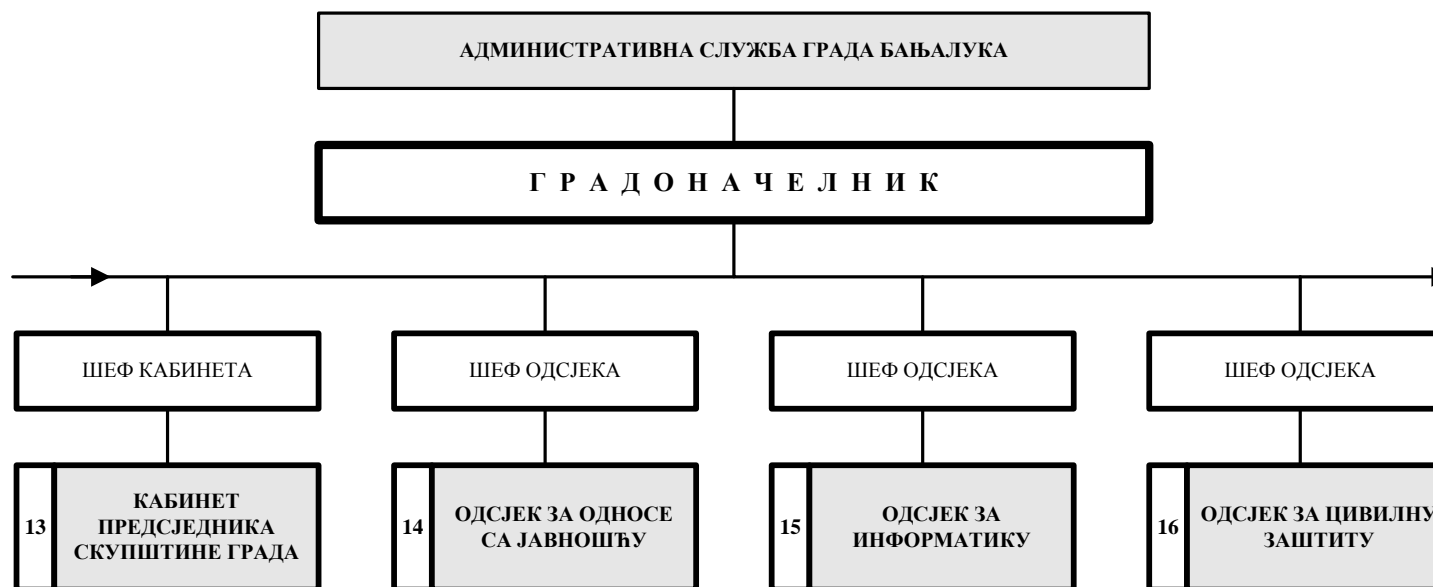 АДМИНИСТРАТИВНА СЛУЖБА ГРАДА БАЊАЛУКА
Г Р А Д О Н А Ч Е Л Н И К
ШЕФ КАБИНЕТА
ШЕФ ОДСЈЕКА
ШЕФ ОДСЈЕКА
ШЕФ ОДСЈЕКА
13
КАБИНЕТ
ПРЕДСЈЕДНИКА
СКУПШТИНЕ ГРАДА
14
ОДСЈЕК ЗА ОДНОСЕ
СА ЈАВНОШЋУ
15
ОДСЈЕК ЗА
ИНФОРМАТИКУ
16
ОДСЈЕК ЗА ЦИВИЛНУ
ЗАШТИТУ